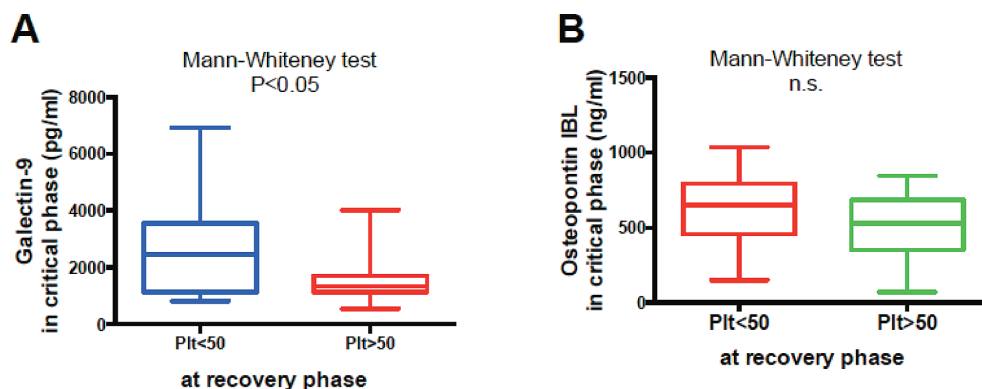 A
Mann-Whiteney test
P<0.05
Galectin-9
in critical phase (pg/ml)
8000
6000
4000
2000
0
Plt<50
Plt>50
at recovery phase
B
Mann-Whiteney test
n.s.
Osteopontin IBL
in critical phase (ng/ml)
1500
1000
500
0
Plt<50
Plt>50
at recovery phase